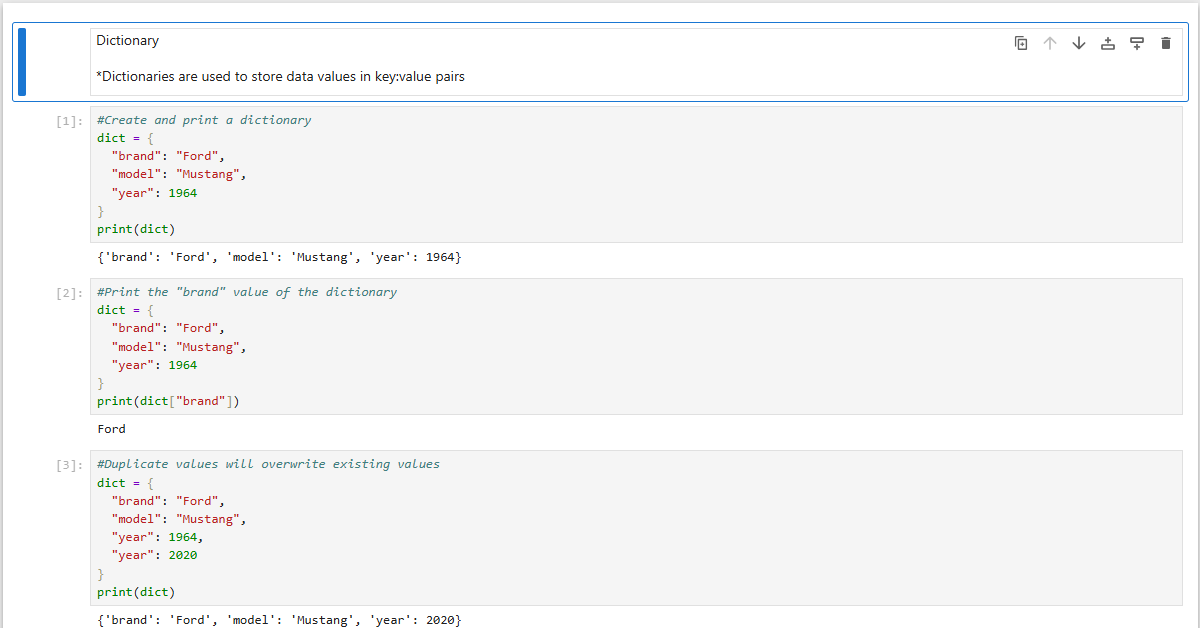 Dictionary
*Dictionaries are used to store data values in key:value pairs
[1]:
#Create and print a dictionary
dict = {
  "brand": "Ford",
  "model": "Mustang",
  "year": 1964
}
print(dict)
{'brand': 'Ford', 'model': 'Mustang', 'year': 1964}
[2]:
#Print the "brand" value of the dictionary
dict = {
  "brand": "Ford",
  "model": "Mustang",
  "year": 1964
}
print(dict["brand"])
Ford
[3]:
#Duplicate values will overwrite existing values
dict = {
  "brand": "Ford",
  "model": "Mustang",
  "year": 1964,
  "year": 2020
}
print(dict)
{'brand': 'Ford', 'model': 'Mustang', 'year': 2020}